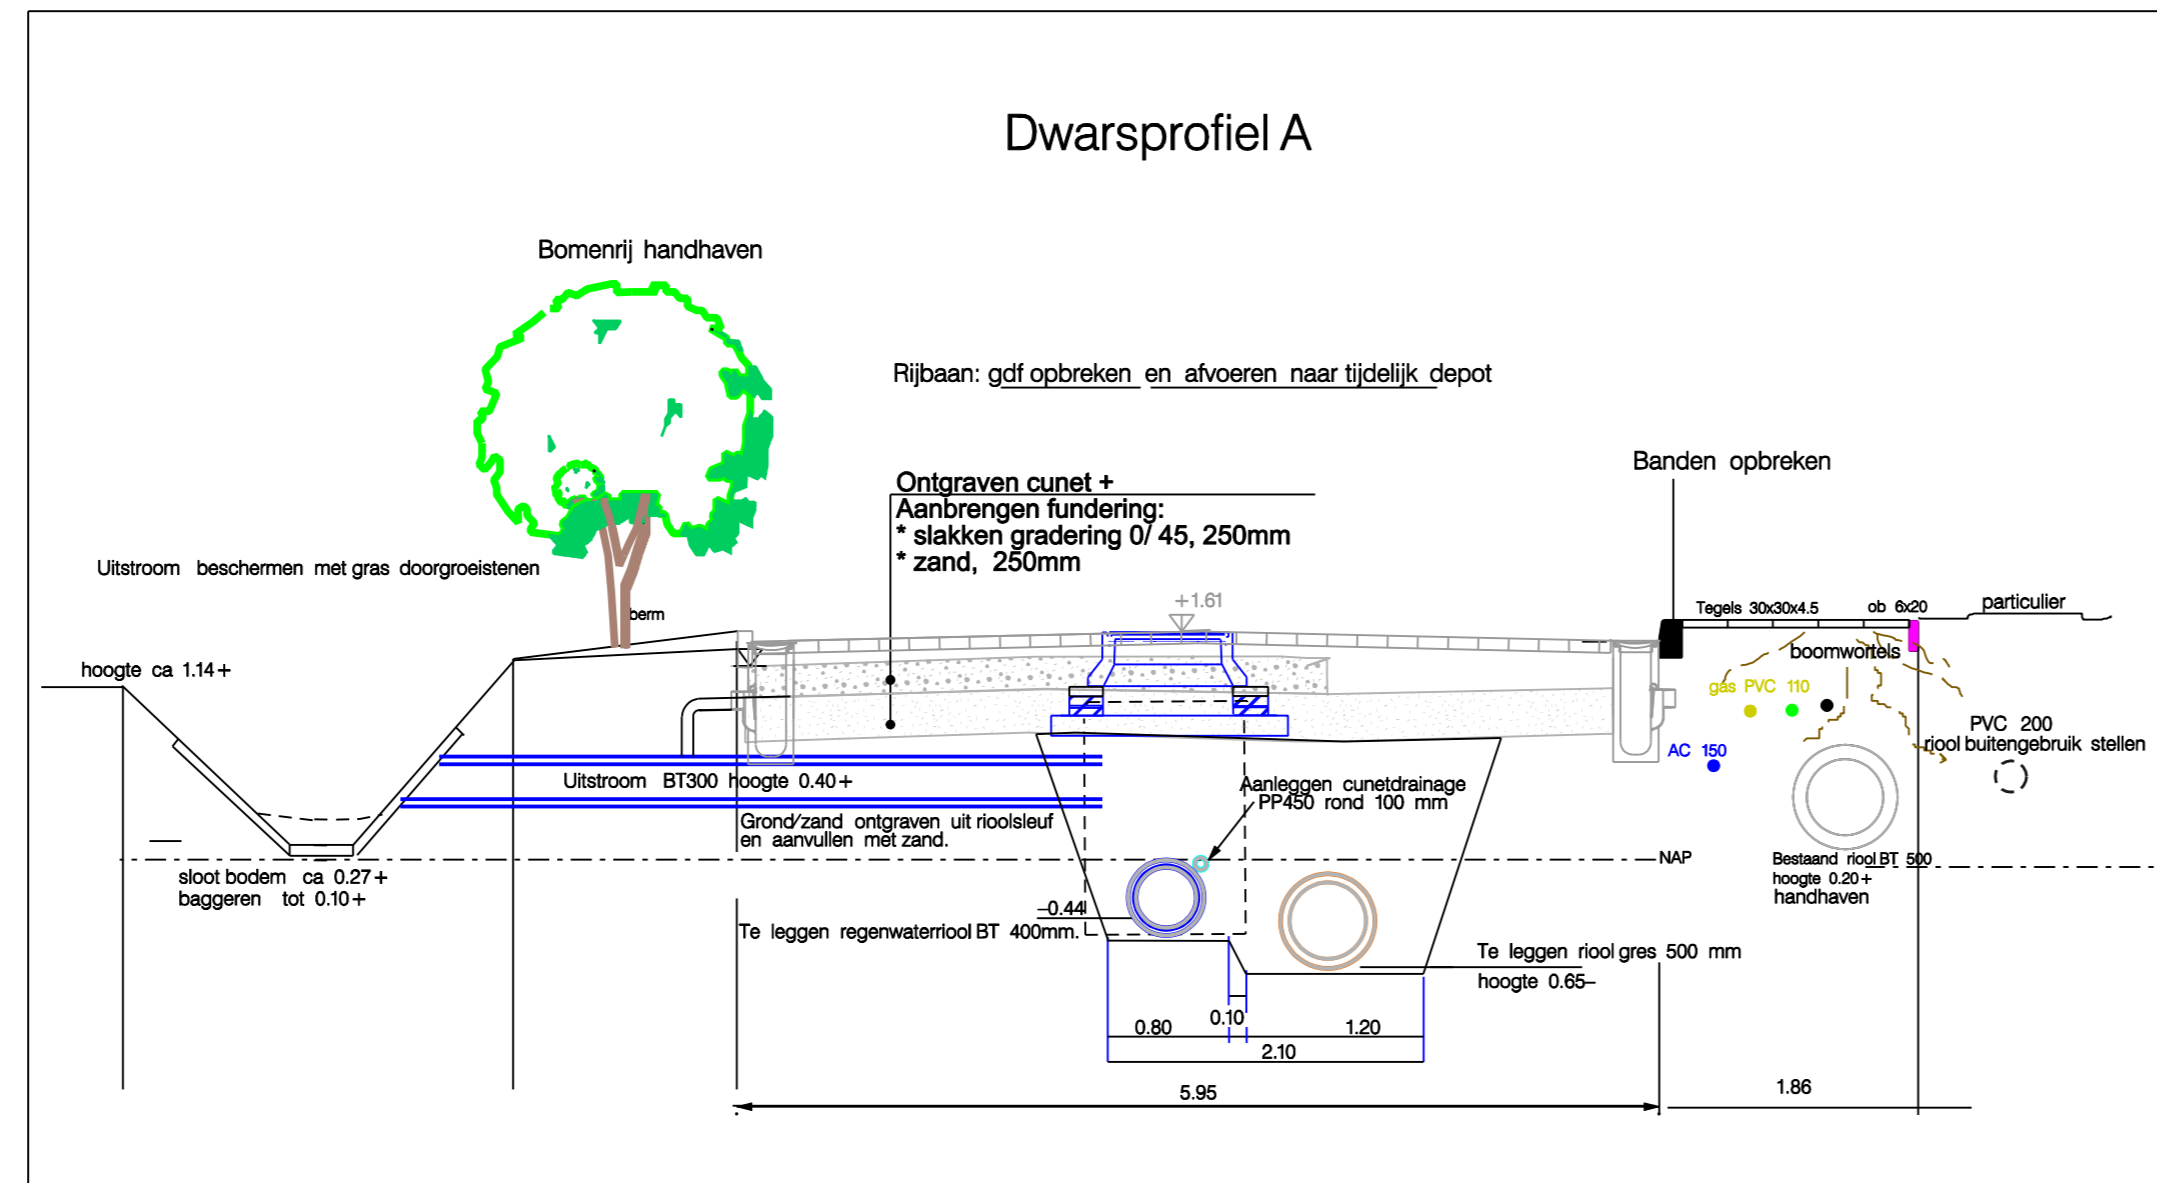 Dwarsprofiel A
Bomenrij handhaven
Rijbaan: gdf opbreken en afvoeren naar tijdelijk depot
Banden opbreken
Ontgraven cunet +
Aanbrengen fundering:
* slakken gradering 0/ 45, 250mm
* zand, 250mm
Uitstroom beschermen met gras doorgroeistenen
berm
+1.61
Tegels 30x30x4.5
ob 6x20
particulier
hoogte ca 1.14+
boomwortels
gas PVC 110
PVC 200
riool buitengebruik stellen
AC 150
Uitstroom BT300 hoogte 0.40+
Aanleggen cunetdrainage
PP450 rond 100 mm
Grond/zand ontgraven uit rioolsleuf
en aanvullen met zand.
NAP
Bestaand riool BT 500
hoogte 0.20+
handhaven
sloot bodem ca 0.27+
baggeren tot 0.10+
-0.44
Te leggen regenwaterriool BT 400mm.
Te leggen riool gres 500 mm
hoogte 0.65-
0.80
0.10
1.20
2.10
5.95
1.86